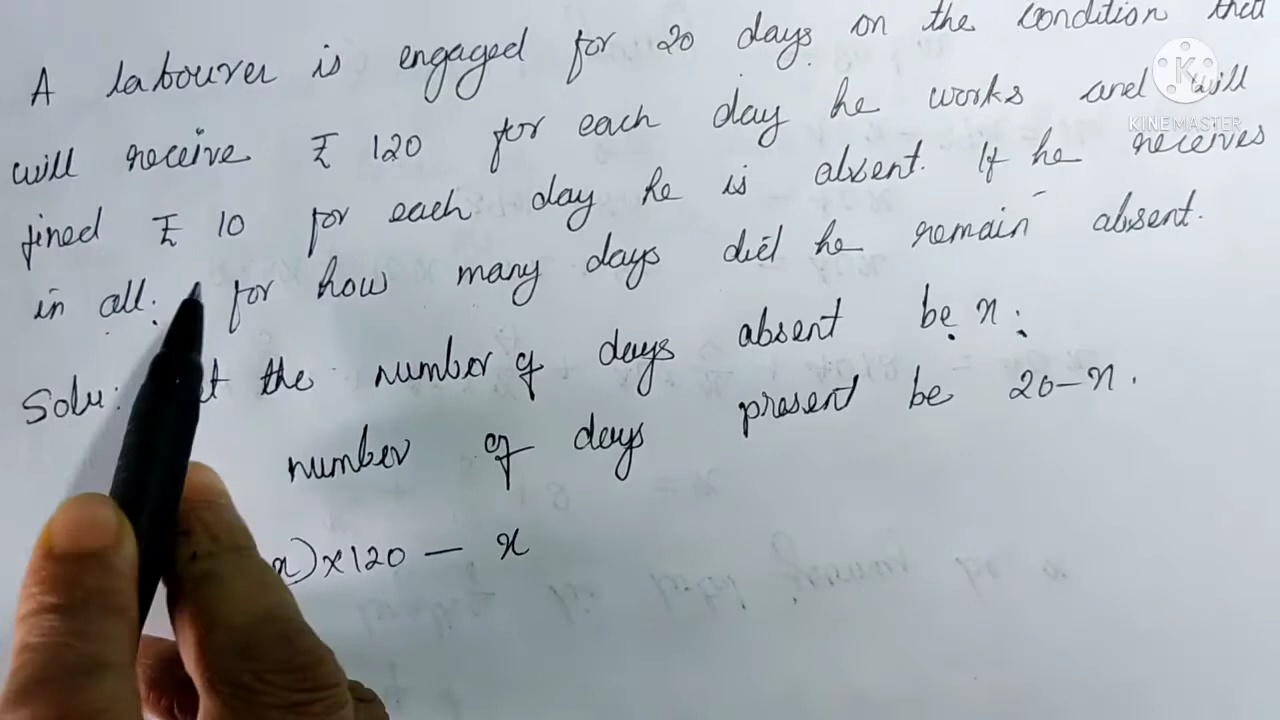 A labourer is engaged for 20 days on the condition that
will receive ₹ 120 for each day he works and will
fined ₹ 10 for each day he is absent. If he receives
in all. for how many days did he remain absent.
Solu: the number of days absent be x.
number of days present be 20-x.
x)×120 - x
KINEMASTER